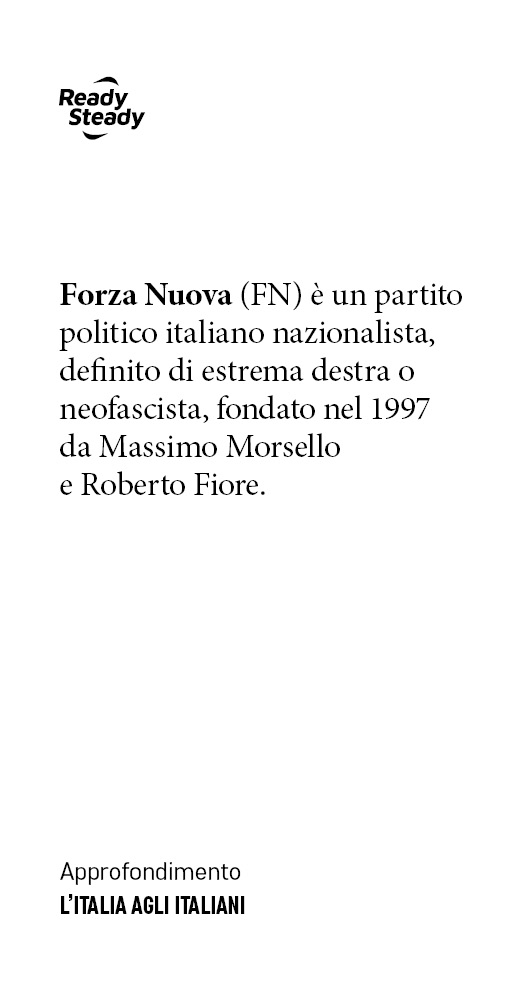 Ready
Steady
Forza Nuova (FN) è un partito
politico italiano nazionalista,
definito di estrema destra o
neofascista, fondato nel 1997
da Massimo Morsello
e Roberto Fiore.
Approfondimento
L'ITALIA AGLI ITALIANI